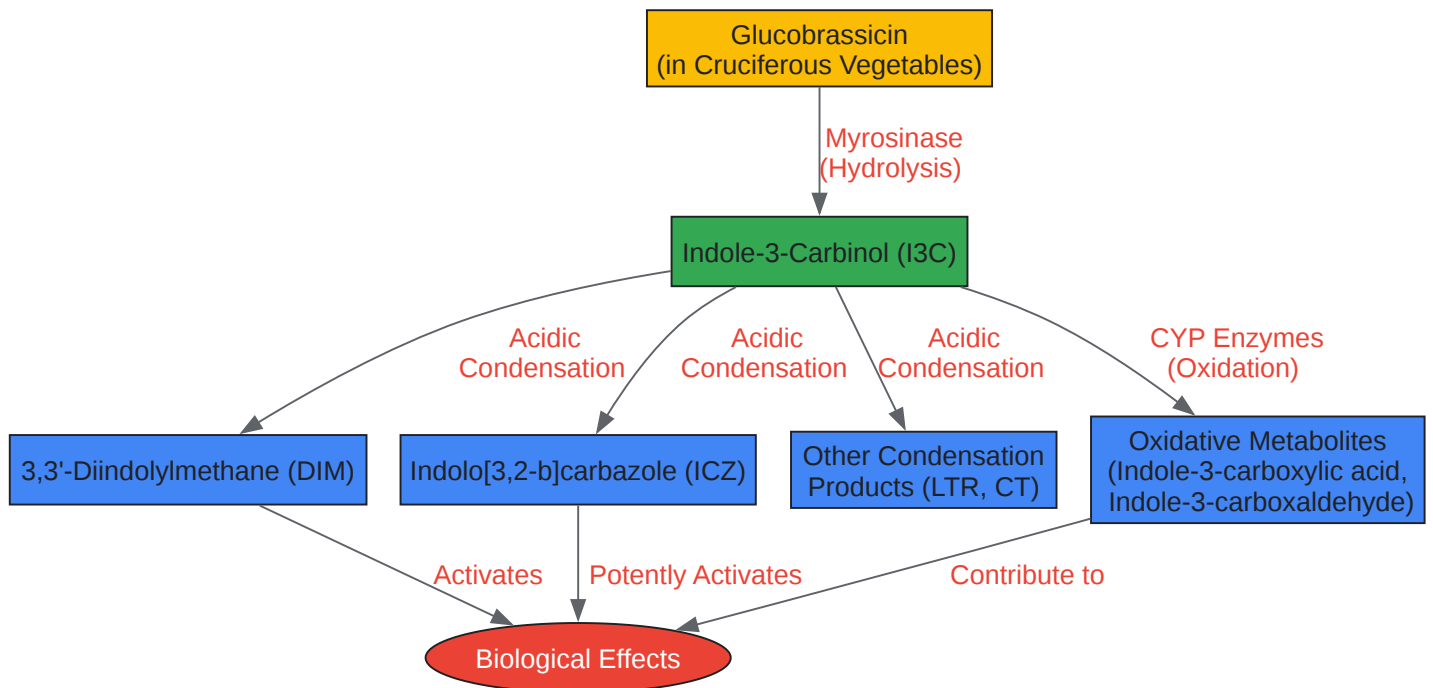 Glucobrassicin
(in Cruciferous Vegetables)
Myrosinase
(Hydrolysis)
Indole-3-Carbinol (I3C)
Acidic
Condensation
Acidic
Condensation
Acidic
Condensation
CYP Enzymes
(Oxidation)
3,3'-Diindolylmethane (DIM)
Indolo[3,2-b]carbazole (ICZ)
Other Condensation
Products (LTR, CT)
Oxidative Metabolites
(Indole-3-carboxylic acid,
Indole-3-carboxaldehyde)
Activates
Potently Activates
Contribute to
Biological Effects